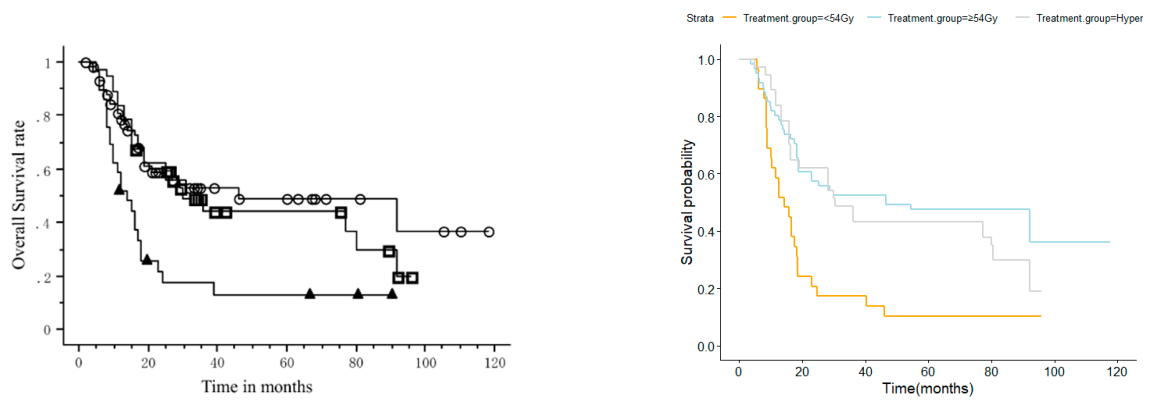 Overall Survival rate
1
.8
.6
.4
.2
0
0 20 40 60 80 100 120
Time in months
Strata Treatment.group=<54Gy Treatment.group=≥54Gy Treatment.group=Hyper
Survival probability
1.0
0.8
0.6
0.4
0.2
0.0
0 20 40 60 80 100 120
Time(months)